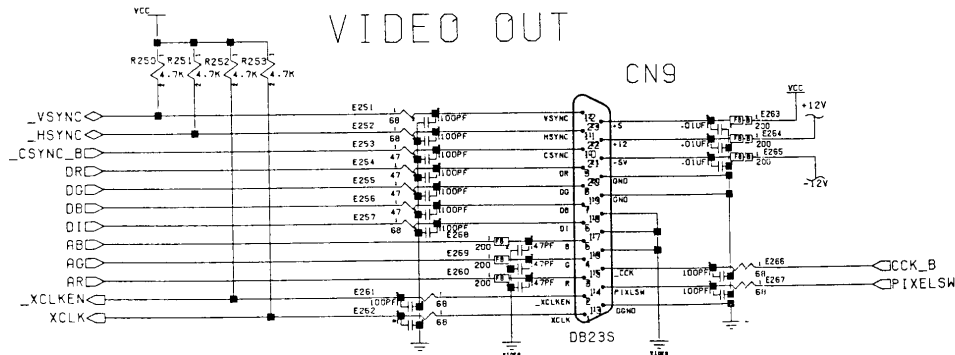 VIDEO OUT
CN9
VCC
R250 R251 R252 R253
4.7K 4.7K 4.7K 4.7K
_VSYNC
_HSYNC
_CSYNC_B
DR
DG
DB
DI
AB
AG
AR
_XCLKEN
XCLK
E251
68
100PF
E252
68
100PF
E253
47
100PF
E254
47
100PF
E255
47
100PF
E256
47
100PF
E257
68
100PF
E268
200
FB
47PF
E269
200
FB
47PF
E260
200
FB
47PF
E261
100PF
68
E262
68
VSYNC
HSYNC
CSYNC
DR
DG
DB
DI
B
G
R
_XCLKEN
XCLK
+5
+12
-5V
GND
GND
_CCK
PIXELSW
DGND
DB23S
VCC
+12V
-12V
.01UF
E263
200
.01UF
E264
200
.01UF
E265
200
100PF
E266
68
100PF
E267
68
CCK_B
PIXELSW
VIDEO
VIDEO